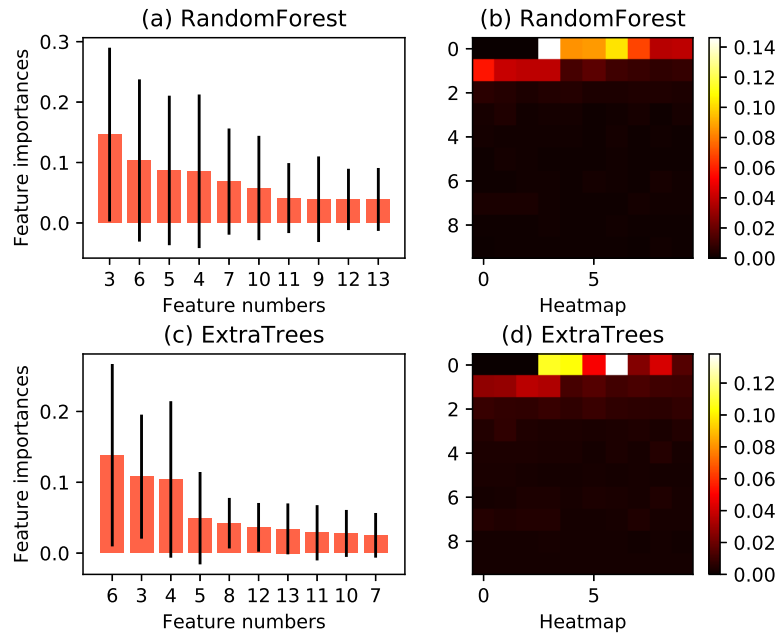 (a) RandomForest
Feature importances
0.3
0.2
0.1
0.0
3 6 5 4 7 10 11 9 12 13
Feature numbers
(b) RandomForest
0
2
4
6
8
0 5
Heatmap
0.14
0.12
0.10
0.08
0.06
0.04
0.02
0.00
(c) ExtraTrees
Feature importances
0.2
0.1
0.0
6 3 4 5 8 12 13 11 10 7
Feature numbers
(d) ExtraTrees
0
2
4
6
8
0 5
Heatmap
0.12
0.10
0.08
0.06
0.04
0.02
0.00